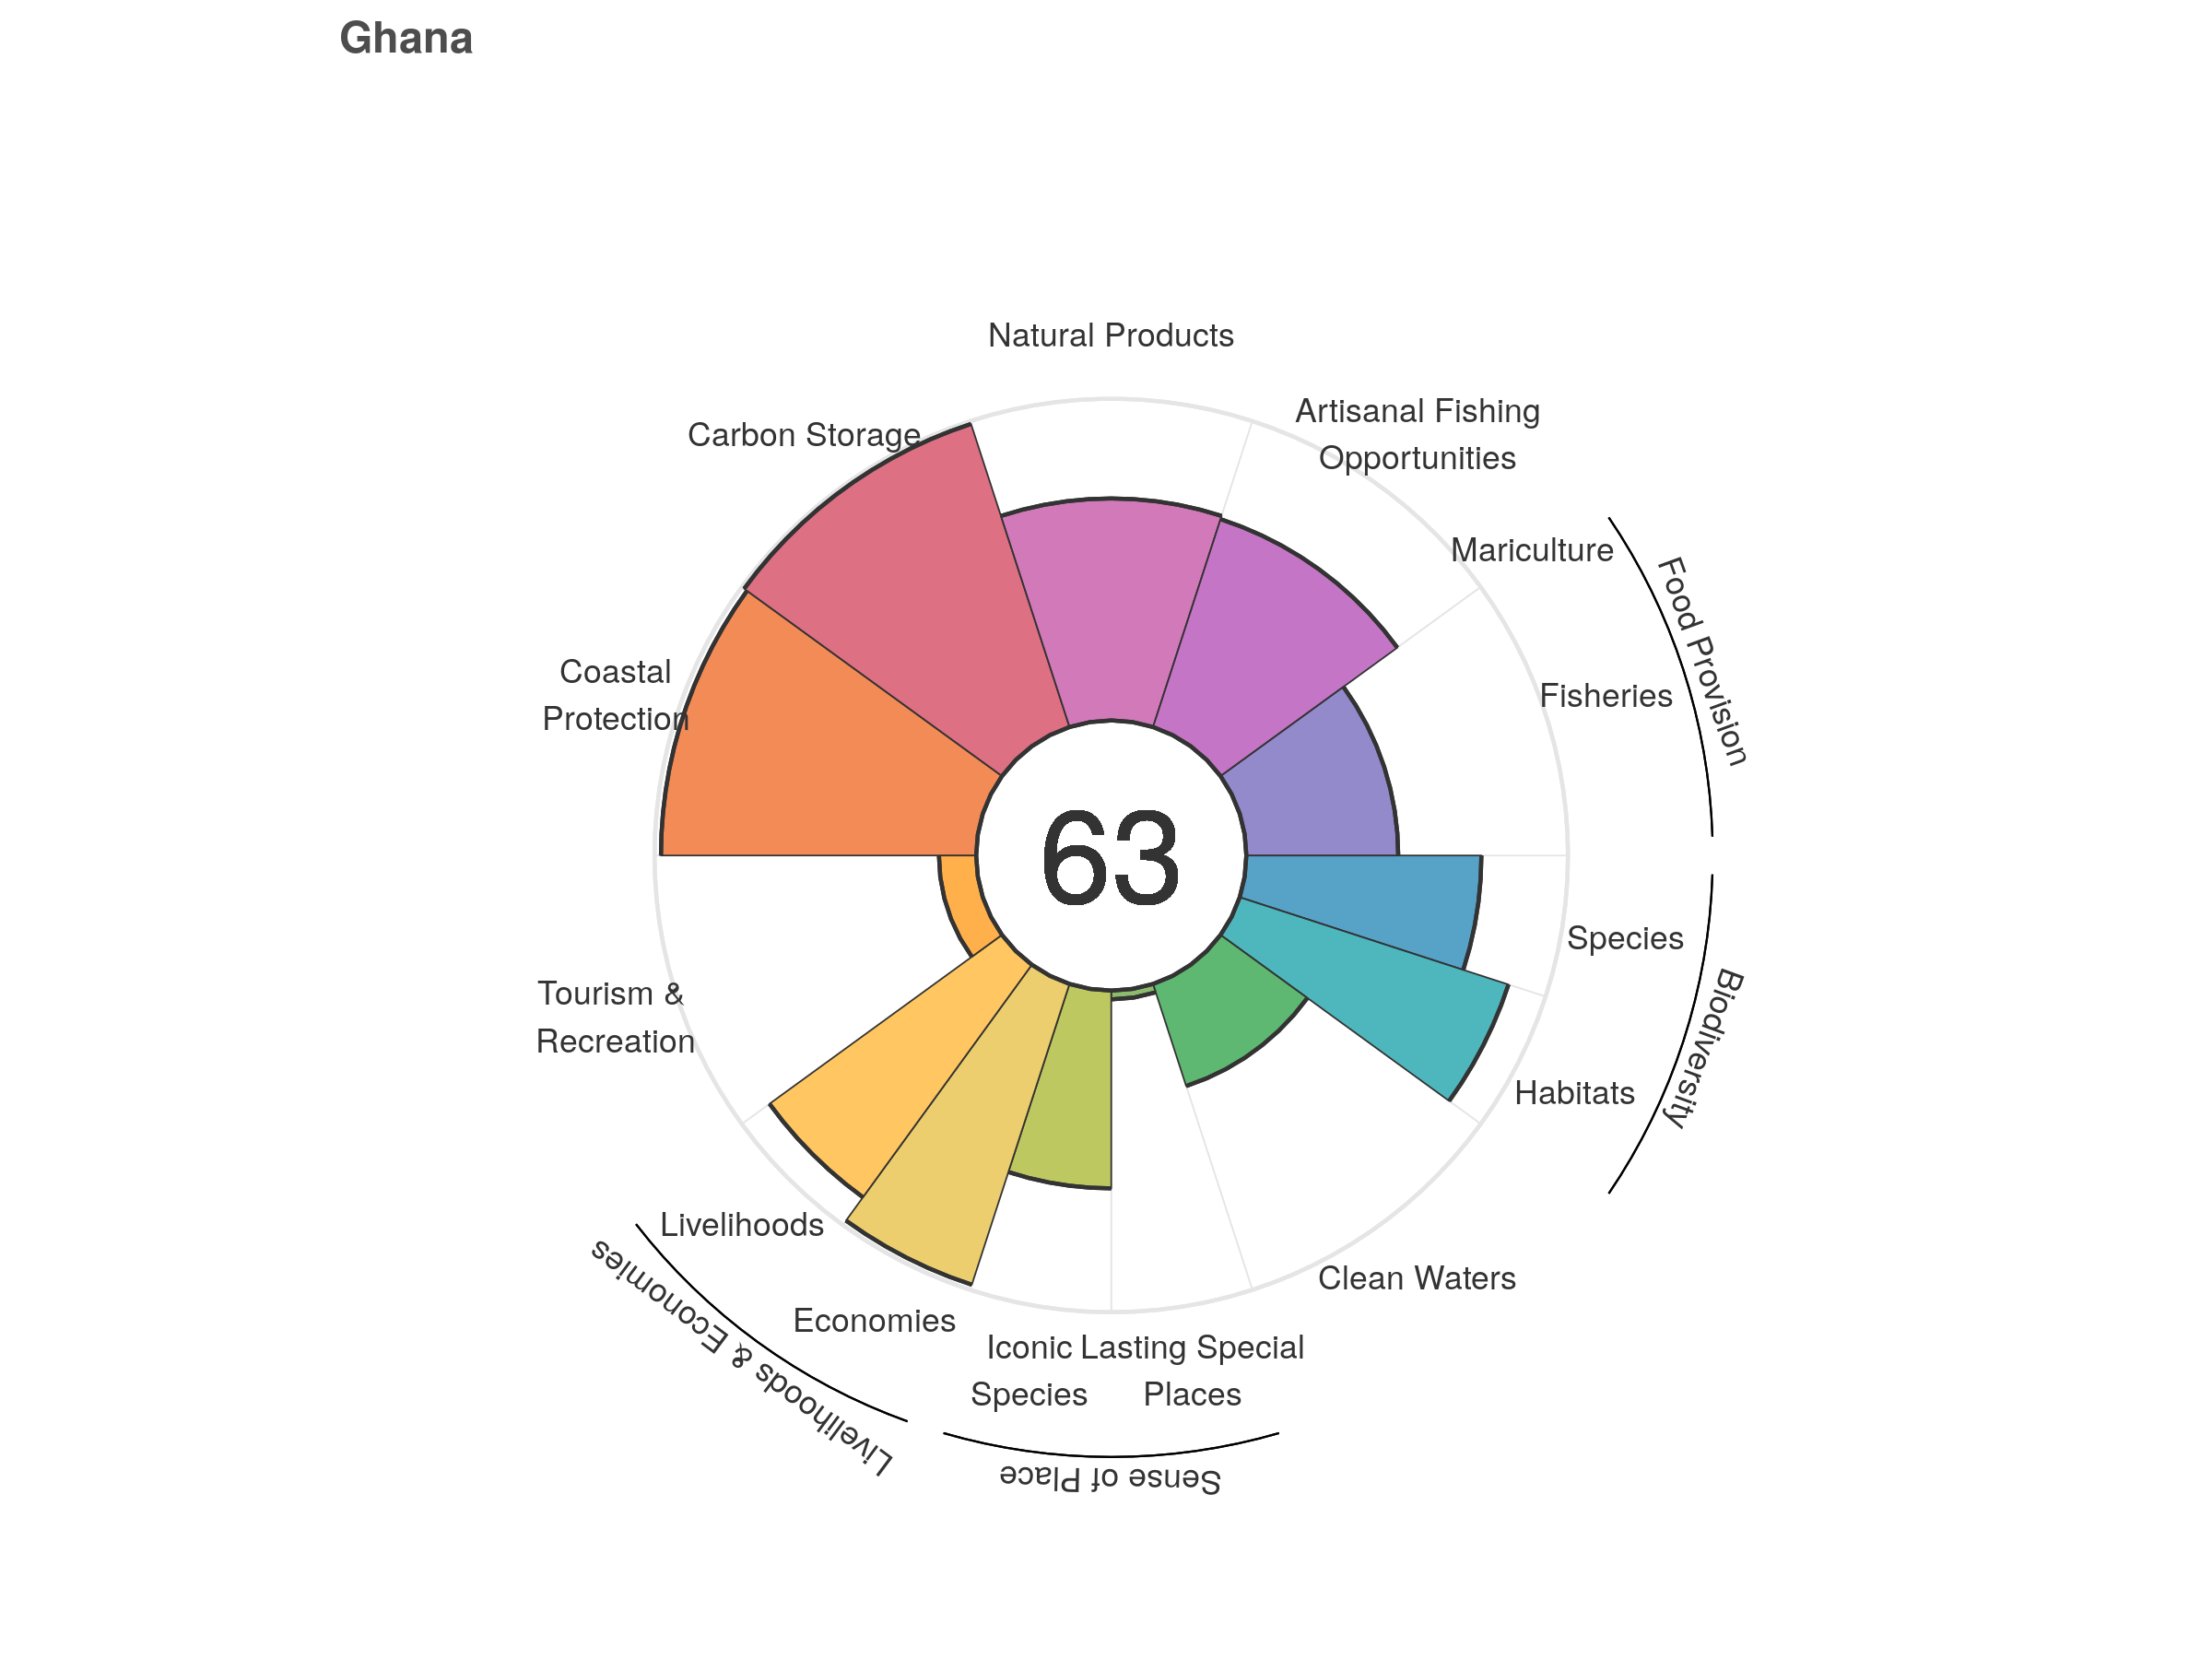 Ghana
Natural Products
Artisanal Fishing
Opportunities
Carbon Storage
Mariculture
Food Provision
Fisheries
Coastal
Protection
63
Species
Biodiversity
Habitats
Tourism &
Recreation
Livelihoods
Livelihoods & Economies
Clean Waters
Economies
Iconic
Species
Lasting Special
Places
Sense of Place